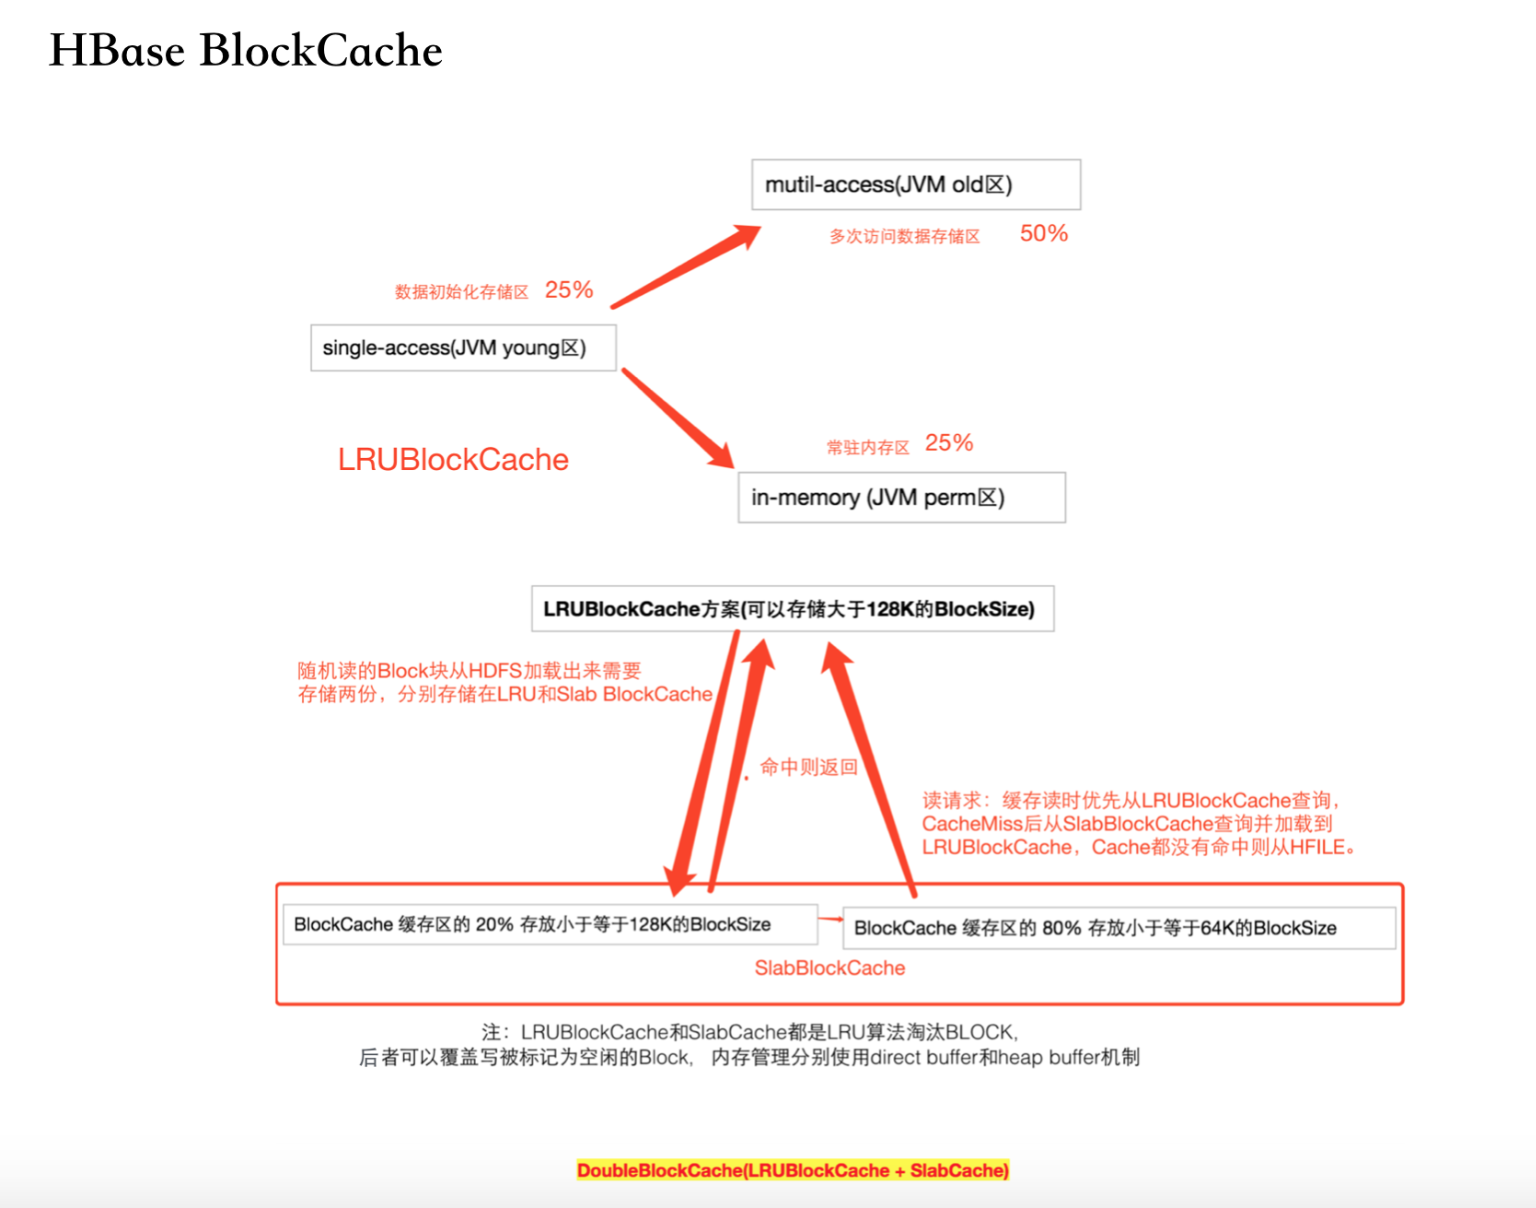 HBase BlockCache
mutil-access(JVM old区)
多次访问数据存储区 50%
数据初始化存储区 25%
single-access(JVM young区)
LRUBlockCache
常驻内存区 25%
in-memory (JVM perm区)
LRUBlockCache方案(可以存储大于128K的BlockSize)
随机读的Block块从HDFS加载出来需要
存储两份，分别存储在LRU和Slab BlockCache
命中则返回
读请求：缓存读时优先从LRUBlockCache查询，
CacheMiss后从SlabBlockCache查询并加载到
LRUBlockCache，Cache都没有命中则从HFILE。
BlockCache 缓存区的 20% 存放小于等于128K的BlockSize
BlockCache 缓存区的 80% 存放小于等于64K的BlockSize
SlabBlockCache
注：LRUBlockCache和SlabCache都是LRU算法淘汰BLOCK,
后者可以覆盖写被标记为空闲的Block, 内存管理分别使用direct buffer和heap buffer机制
DoubleBlockCache(LRUBlockCache + SlabCache)